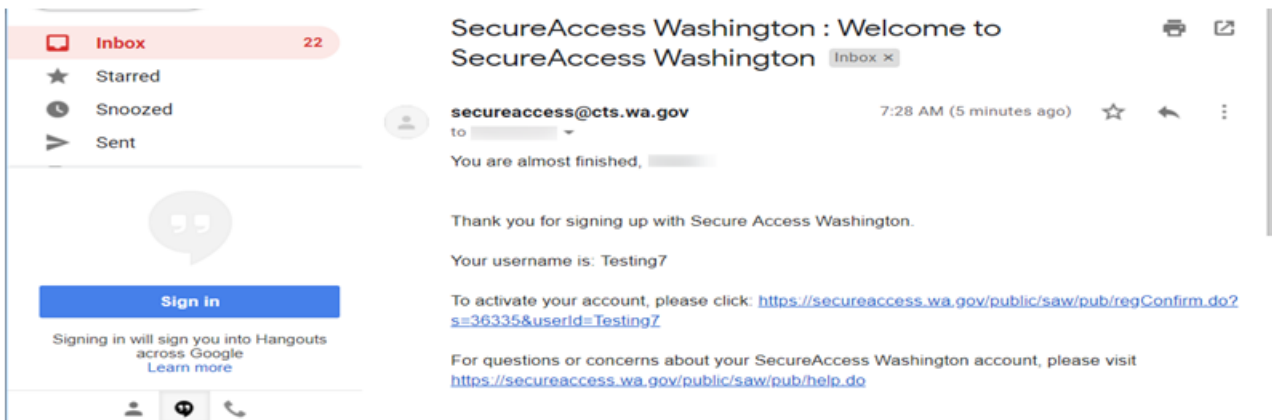 Inbox 22
Starred
Snoozed
Sent
Sign in
Signing in will sign you into Hangouts
across Google
Learn more
SecureAccess Washington : Welcome to
SecureAccess Washington Inbox ×
secureaccess@cts.wa.gov 7:28 AM (5 minutes ago)
to
You are almost finished,
Thank you for signing up with Secure Access Washington.
Your username is: Testing7
To activate your account, please click: https://secureaccess.wa.gov/public/saw/pub/regConfirm.do?
s=36335&userId=Testing7
For questions or concerns about your SecureAccess Washington account, please visit
https://secureaccess.wa.gov/public/saw/pub/help.do